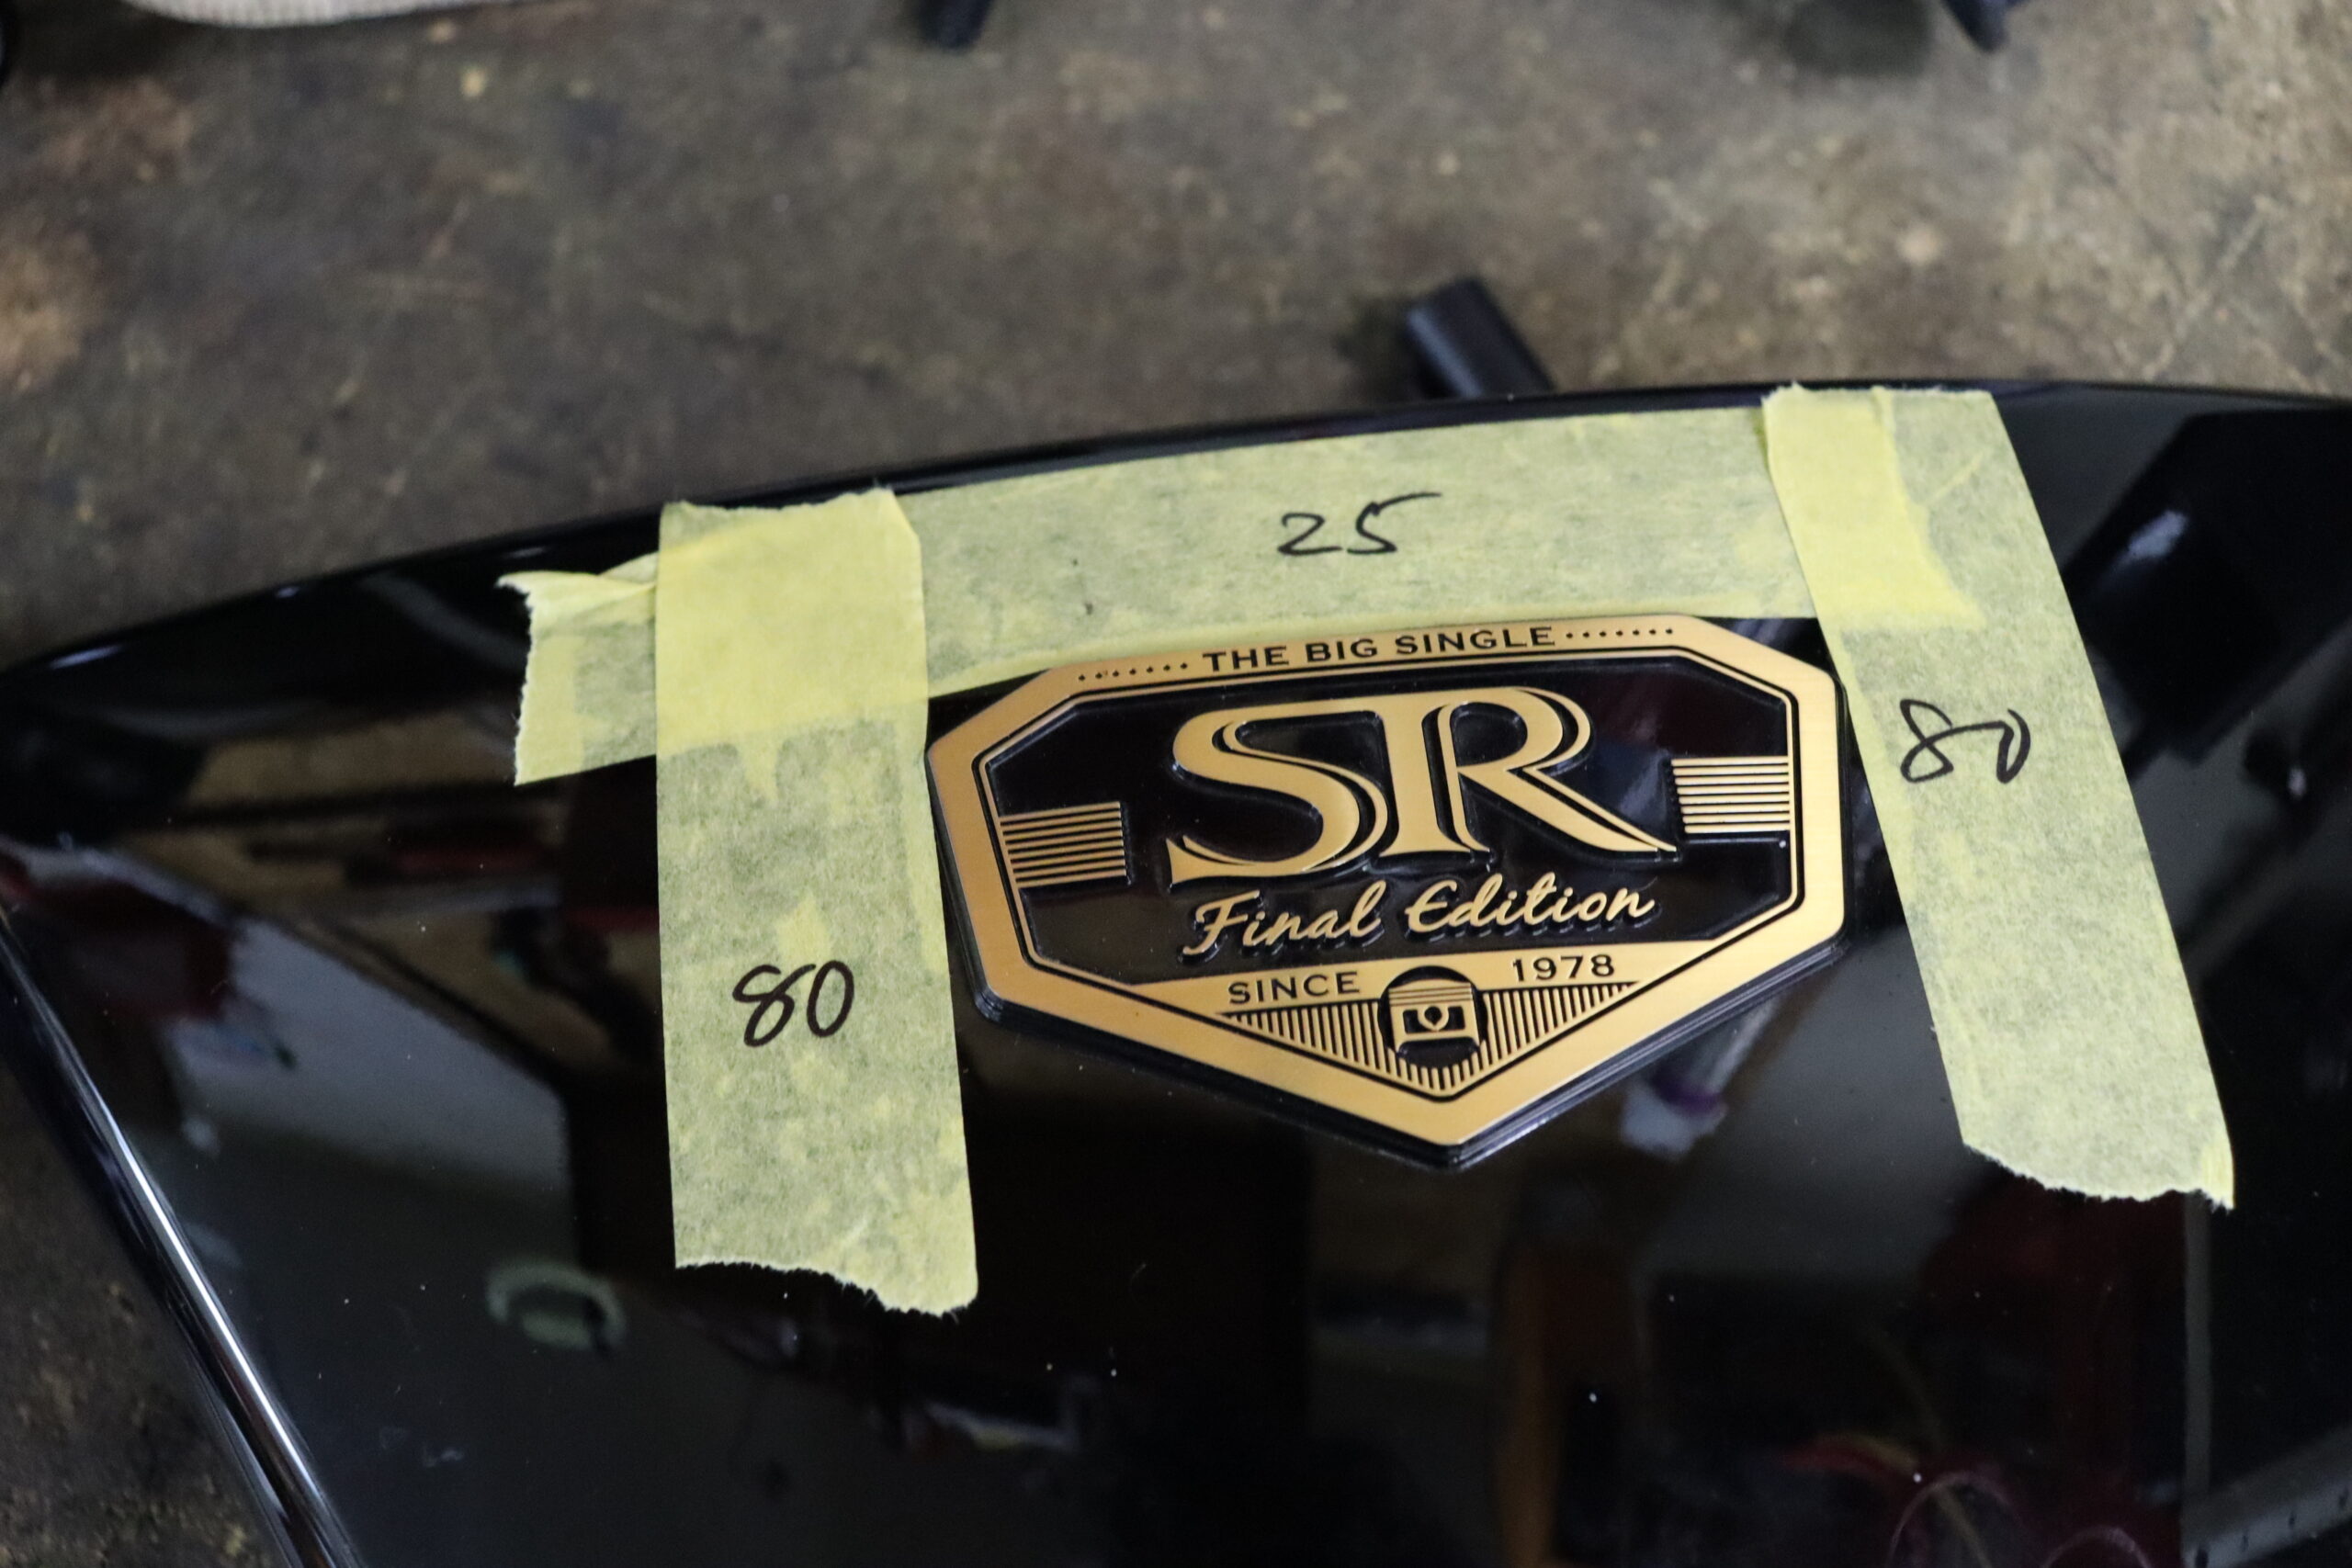 25
THE BIG SINGLE
80
SR
Final Edition
SINCE 1978
80